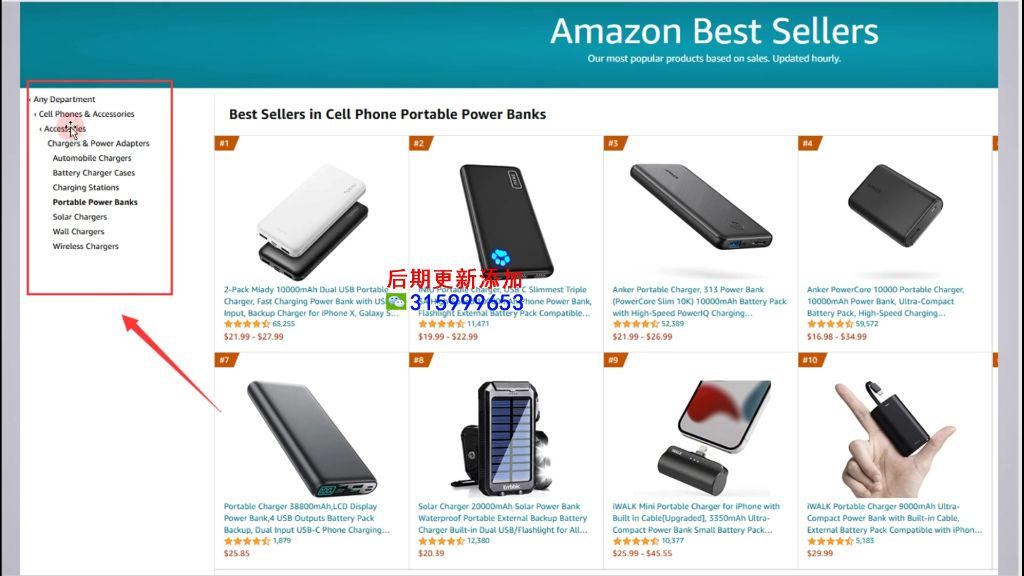 Amazon Best Sellers
Our most popular products based on sales. Updated hourly.
‹ Any Department
‹ Cell Phones & Accessories
‹ Accessories
Chargers & Power Adapters
Automobile Chargers
Battery Charger Cases
Charging Stations
Portable Power Banks
Solar Chargers
Wall Chargers
Wireless Chargers
Best Sellers in Cell Phone Portable Power Banks
#1
#2
#3
#4
2-Pack Miady 10000mAh Dual USB Portable
Charger, Fast Charging Power Bank with US
Input, Backup Charger for iPhone X, Galaxy S...
65,255
$21.99 - $27.99
INIU Portable Charger, USB C Slimmest Triple
Phone Power Bank,
Flashlight External Battery Pack Compatible...
11,471
$19.99 - $22.99
Anker Portable Charger, 313 Power Bank
(PowerCore Slim 10K) 10000mAh Battery Pack
with High-Speed PowerIQ Charging...
52,389
$21.99 - $26.99
Anker PowerCore 10000 Portable Charger,
10000mAh Power Bank, Ultra-Compact
Battery Pack, High-Speed Charging...
59,572
$16.98 - $34.99
后期更新添加
315999653
#7
#8
#9
#10
Errbbic
iWALK
Portable Charger 38800mAh,LCD Display
Power Bank,4 USB Outputs Battery Pack
Backup, Dual Input USB-C Phone Charging...
1,879
$25.85
Solar Charger 20000mAh Solar Power Bank
Waterproof Portable External Backup Battery
Charger Built-in Dual USB/Flashlight for All...
12,380
$20.39
iWALK Mini Portable Charger for iPhone with
Built in Cable[Upgraded], 3350mAh Ultra-
Compact Power Bank Small Battery Pack...
10,377
$25.99 - $45.55
iWALK Portable Charger 9000mAh Ultra-
Compact Power Bank with Built-in Cable,
External Battery Pack Compatible with iPhon...
5,183
$29.99